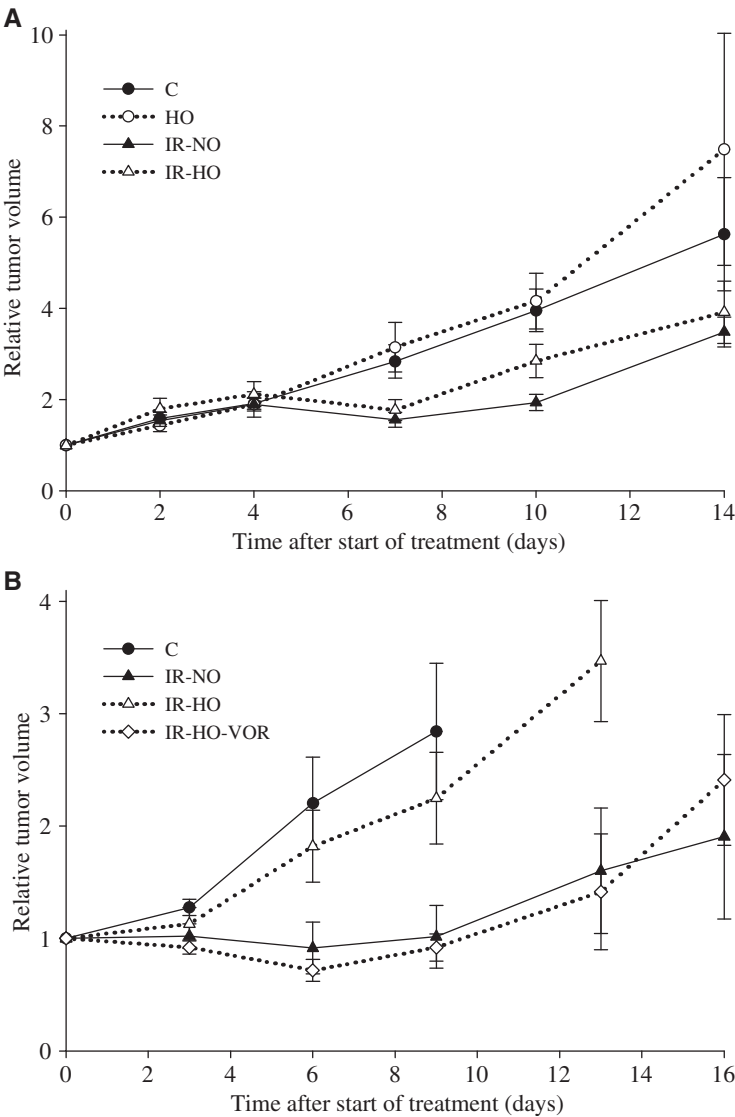 A
10
8
6
4
2
0
Relative tumor volume
C
HO
IR-NO
IR-HO
0 2 4 6 8 10 12 14
Time after start of treatment (days)
B
4
3
2
1
0
Relative tumor volume
C
IR-NO
IR-HO
IR-HO-VOR
0 2 4 6 8 10 12 14 16
Time after start of treatment (days)